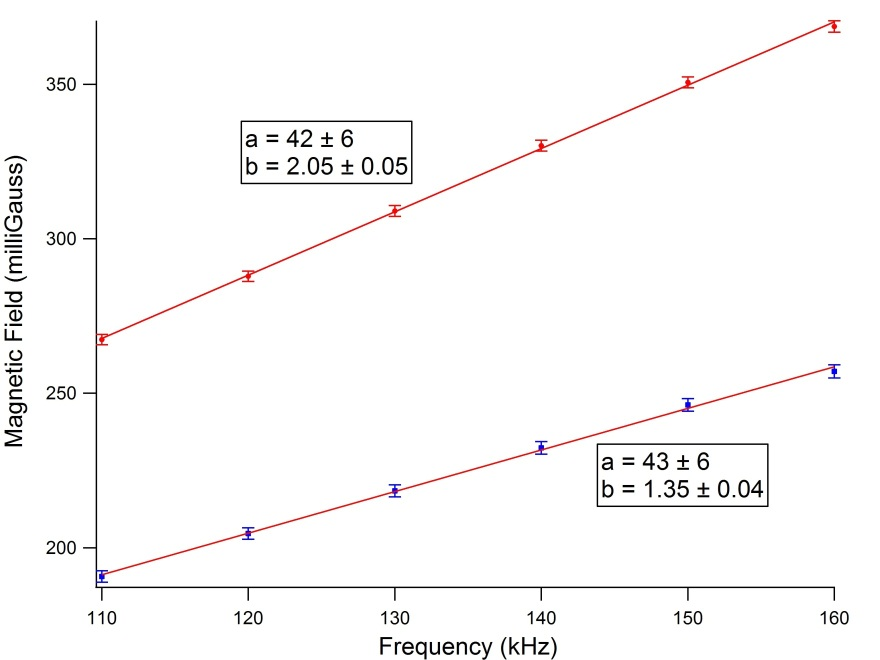 350
300
250
200
Magnetic Field (milliGauss)
a = 42 ± 6
b = 2.05 ± 0.05
a = 43 ± 6
b = 1.35 ± 0.04
110 120 130 140 150 160
Frequency (kHz)